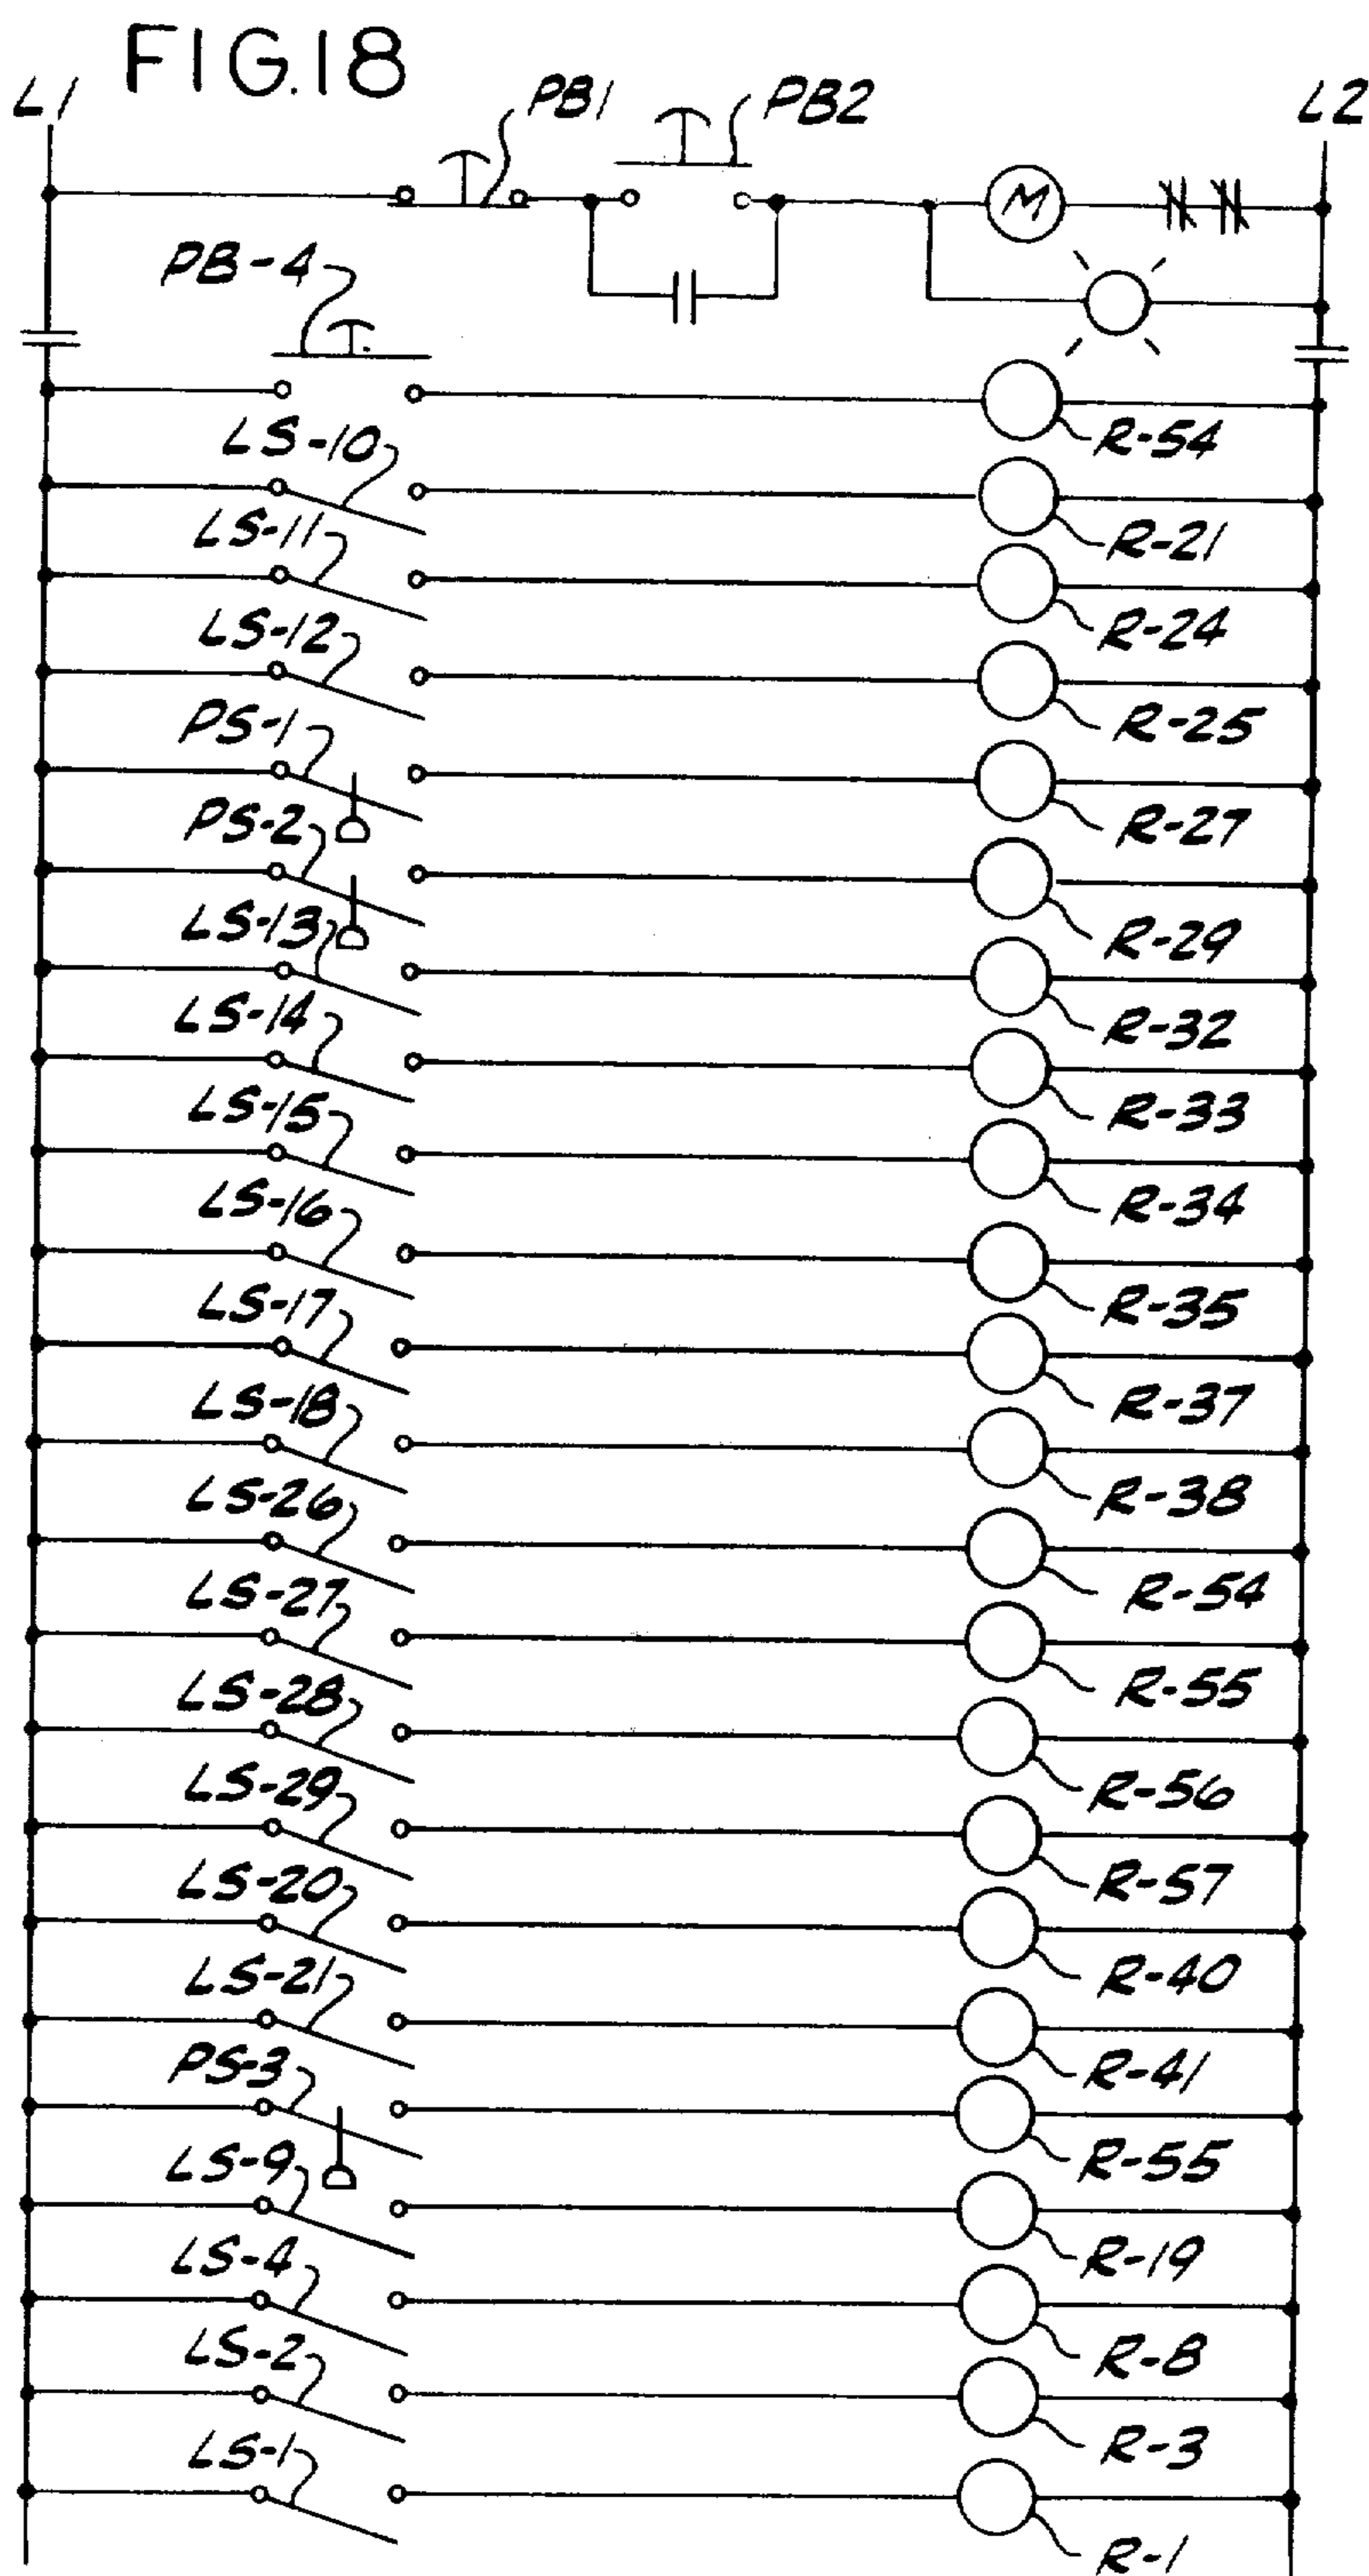 FIG.18
L1 PB1 PB2 L2
M
PB-4
R-54
LS-10
R-21
LS-11
R-24
LS-12
R-25
PS-1
R-27
PS-2
R-29
LS-13
R-32
LS-14
R-33
LS-15
R-34
LS-16
R-35
LS-17
R-37
LS-18
R-38
LS-26
R-54
LS-27
R-55
LS-28
R-56
LS-29
R-57
LS-20
R-40
LS-21
R-41
PS-3
R-55
LS-9
R-19
LS-4
R-8
LS-2
R-3
LS-1
R-1